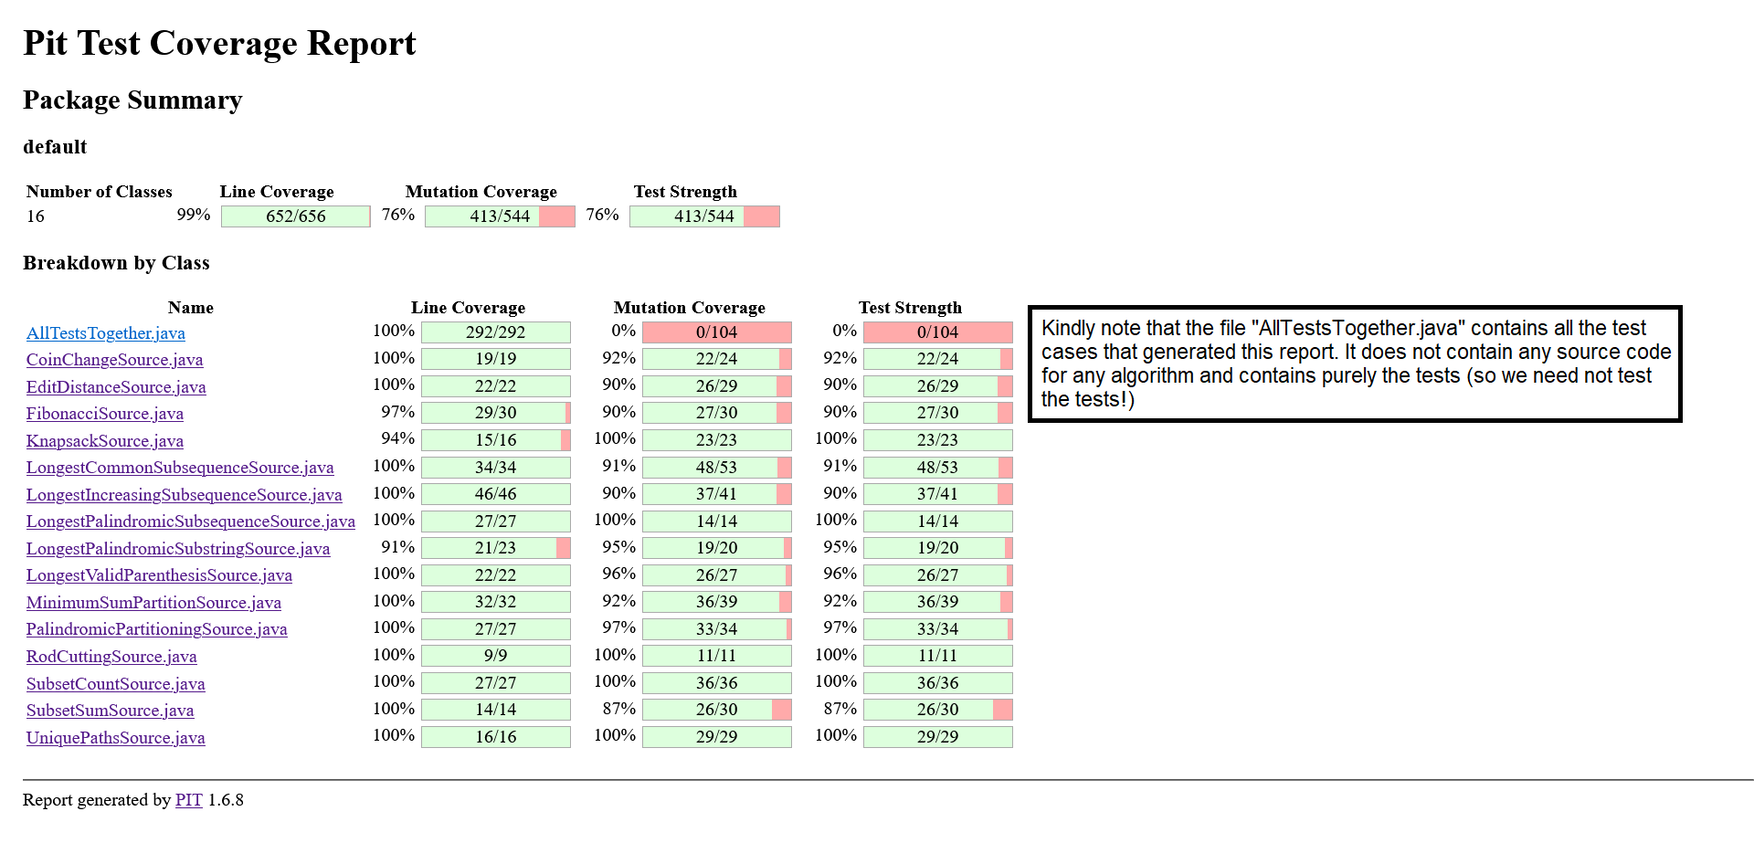 Pit Test Coverage Report
Package Summary
default
Number of Classes Line Coverage Mutation Coverage Test Strength
16 99% 652/656 76% 413/544 76% 413/544
Breakdown by Class
Name Line Coverage Mutation Coverage Test Strength
AllTestsTogether.java 100% 292/292 0% 0/104 0% 0/104
CoinChangeSource.java 100% 19/19 92% 22/24 92% 22/24
EditDistanceSource.java 100% 22/22 90% 26/29 90% 26/29
FibonacciSource.java 97% 29/30 90% 27/30 90% 27/30
KnapsackSource.java 94% 15/16 100% 23/23 100% 23/23
LongestCommonSubsequenceSource.java 100% 34/34 91% 48/53 91% 48/53
LongestIncreasingSubsequenceSource.java 100% 46/46 90% 37/41 90% 37/41
LongestPalindromicSubsequenceSource.java 100% 27/27 100% 14/14 100% 14/14
LongestPalindromicSubstringSource.java 91% 21/23 95% 19/20 95% 19/20
LongestValidParenthesisSource.java 100% 22/22 96% 26/27 96% 26/27
MinimumSumPartitionSource.java 100% 32/32 92% 36/39 92% 36/39
PalindromicPartitioningSource.java 100% 27/27 97% 33/34 97% 33/34
RodCuttingSource.java 100% 9/9 100% 11/11 100% 11/11
SubsetCountSource.java 100% 27/27 100% 36/36 100% 36/36
SubsetSumSource.java 100% 14/14 87% 26/30 87% 26/30
UniquePathsSource.java 100% 16/16 100% 29/29 100% 29/29
Kindly note that the file "AllTestsTogether.java" contains all the test
cases that generated this report. It does not contain any source code
for any algorithm and contains purely the tests (so we need not test
the tests!)
Report generated by PIT 1.6.8